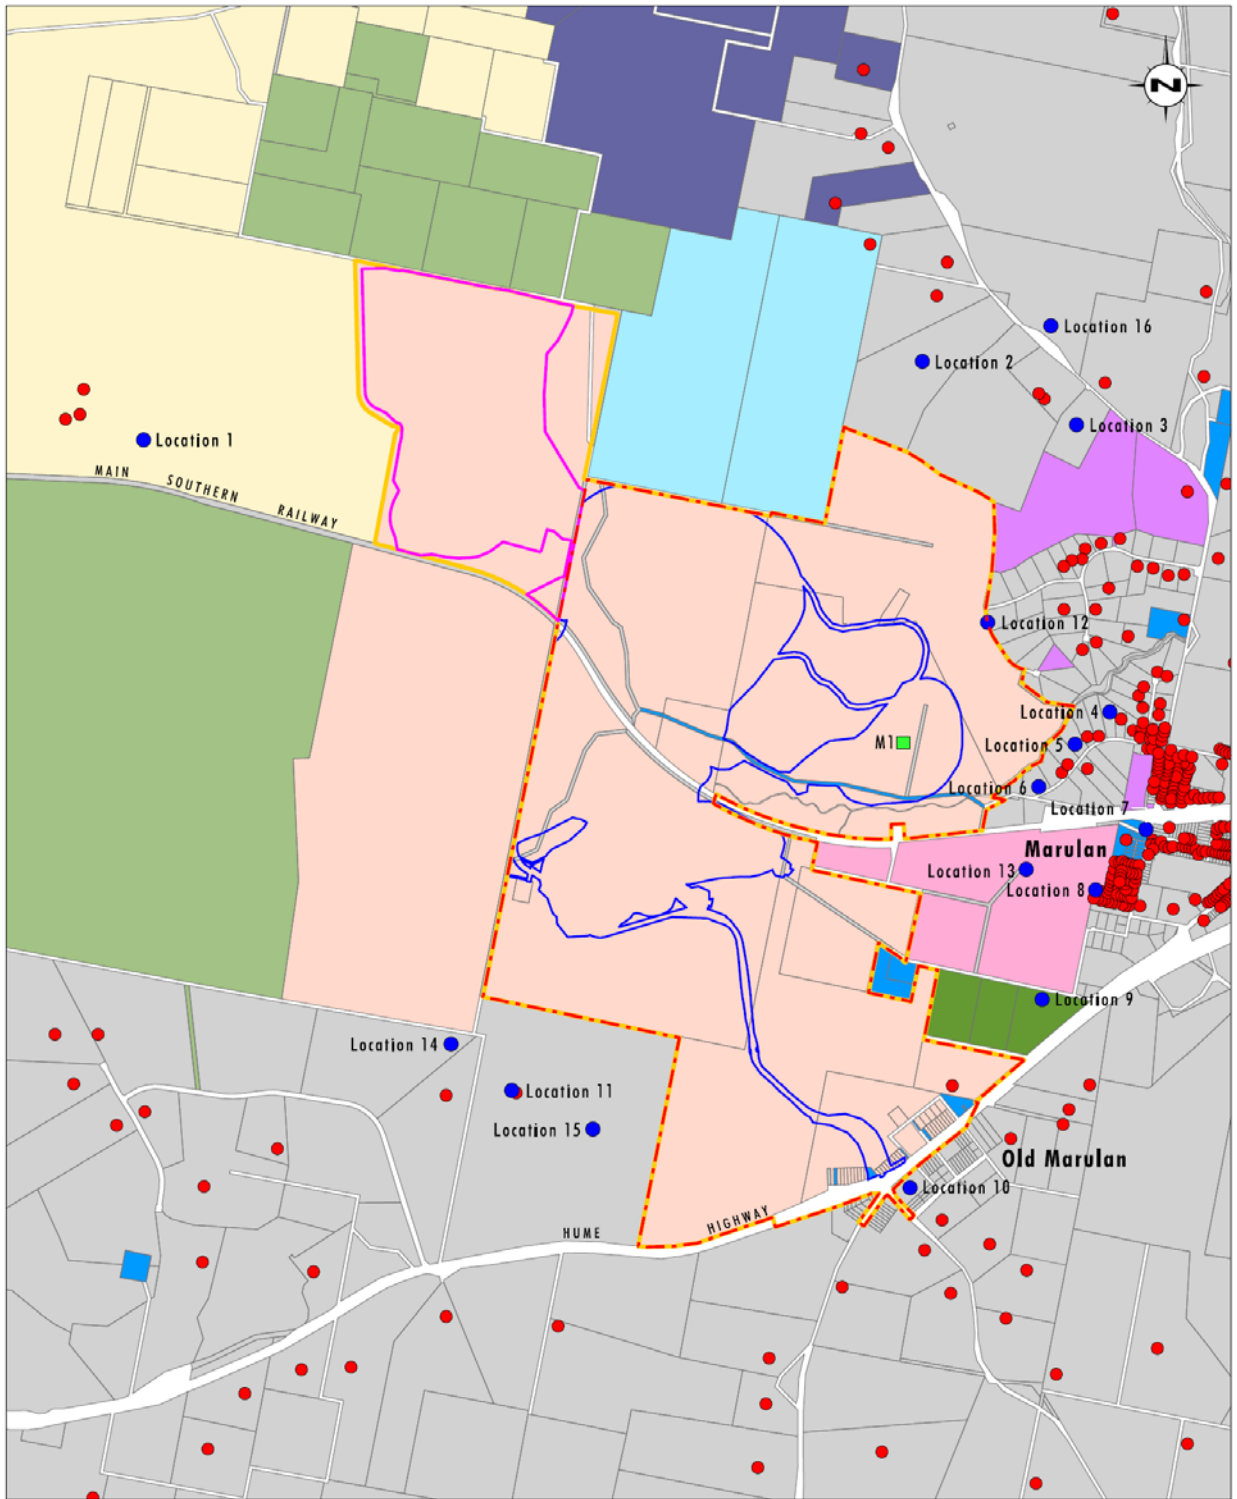 N
Location 16
Location 2
Location 3
Location 1
MAIN SOUTHERN RAILWAY
Location 12
Location 4
M1
Location 5
Location 6
Location 7
Marulan
Location 13
Location 8
Location 9
Location 14
Location 11
Location 15
Old Marulan
Location 10
HUME HIGHWAY